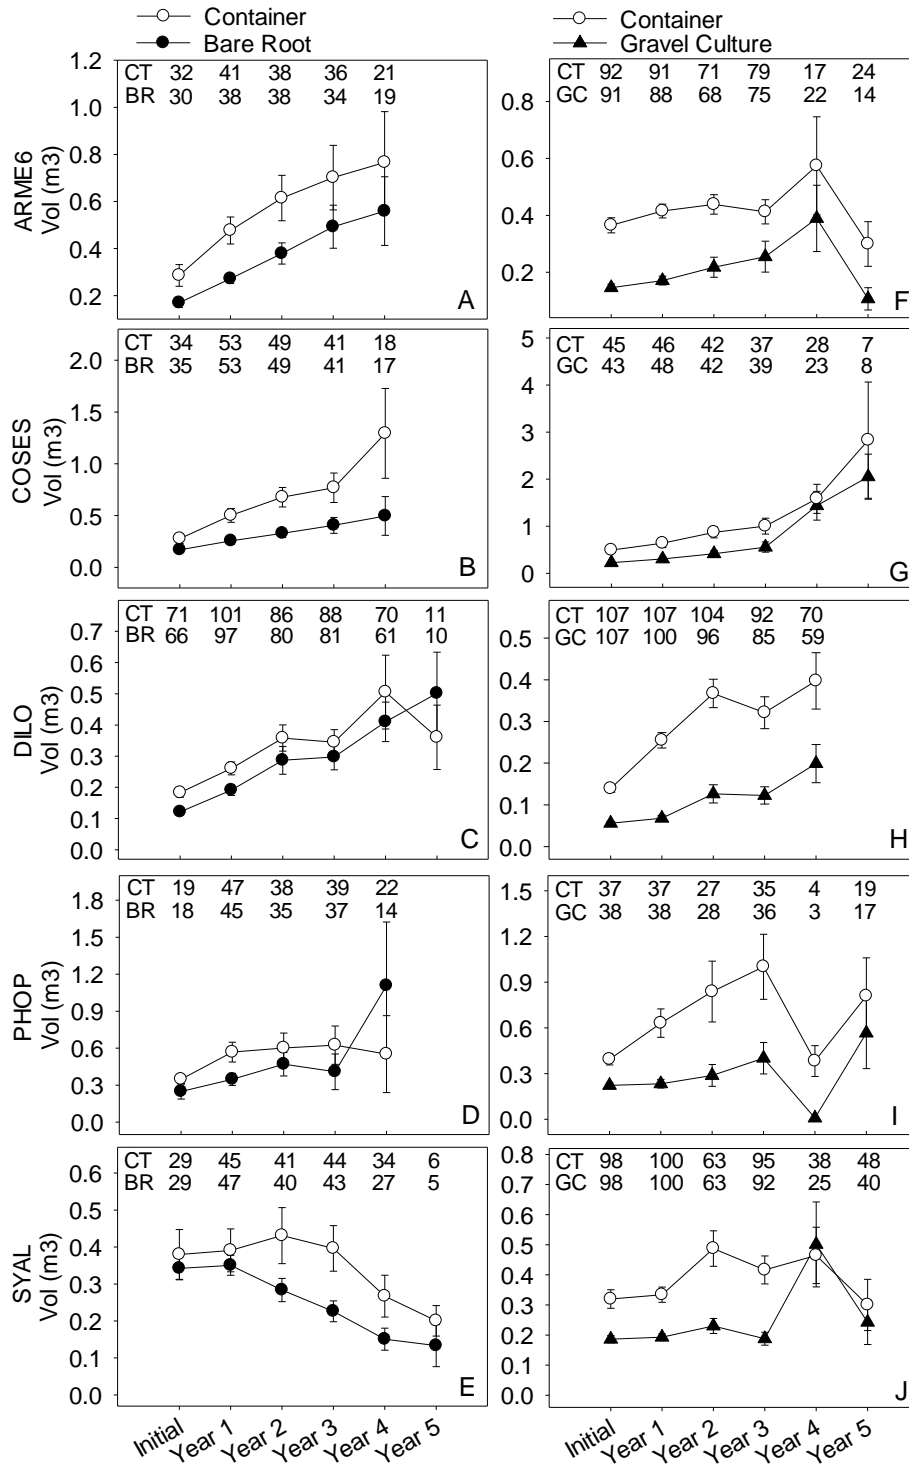 Container
Bare Root
Container
Gravel Culture
ARME6
Vol (m3)
1.2
1.0
0.8
0.6
0.4
0.2
CT 32 41 38 36 21
BR 30 38 38 34 19
A
0.8
0.6
0.4
0.2
CT 92 91 71 79 17 24
GC 91 88 68 75 22 14
F
COSES
Vol (m3)
2.0
1.5
1.0
0.5
0.0
CT 34 53 49 41 18
BR 35 53 49 41 17
B
5
4
3
2
1
0
CT 45 46 42 37 28 7
GC 43 48 42 39 23 8
G
DILO
Vol (m3)
0.7
0.6
0.5
0.4
0.3
0.2
0.1
0.0
CT 71 101 86 88 70 11
BR 66 97 80 81 61 10
C
0.5
0.4
0.3
0.2
0.1
0.0
CT 107 107 104 92 70
GC 107 100 96 85 59
H
PHOP
Vol (m3)
1.8
1.5
1.2
0.9
0.6
0.3
0.0
CT 19 47 38 39 22
BR 18 45 35 37 14
D
1.5
1.2
0.9
0.6
0.3
0.0
CT 37 37 27 35 4 19
GC 38 38 28 36 3 17
I
SYAL
Vol (m3)
0.6
0.5
0.4
0.3
0.2
0.1
0.0
CT 29 45 41 44 34 6
BR 29 47 40 43 27 5
E
0.8
0.7
0.6
0.5
0.4
0.3
0.2
0.1
0.0
CT 98 100 63 95 38 48
GC 98 100 63 92 25 40
J
Initial Year 1 Year 2 Year 3 Year 4 Year 5
Initial Year 1 Year 2 Year 3 Year 4 Year 5